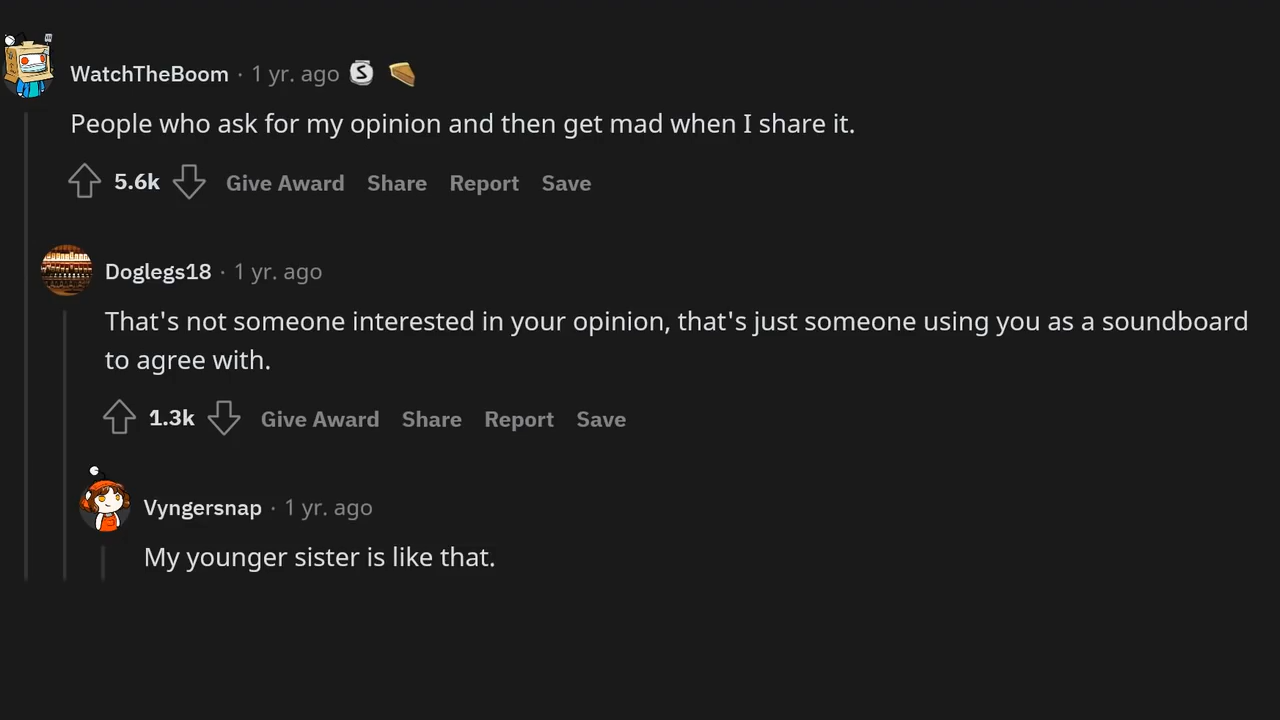 WatchTheBoom · 1 yr. ago
People who ask for my opinion and then get mad when I share it.
5.6k Give Award Share Report Save
Doglegs18 · 1 yr. ago
That's not someone interested in your opinion, that's just someone using you as a soundboard
to agree with.
1.3k Give Award Share Report Save
Vyngersnap · 1 yr. ago
My younger sister is like that.